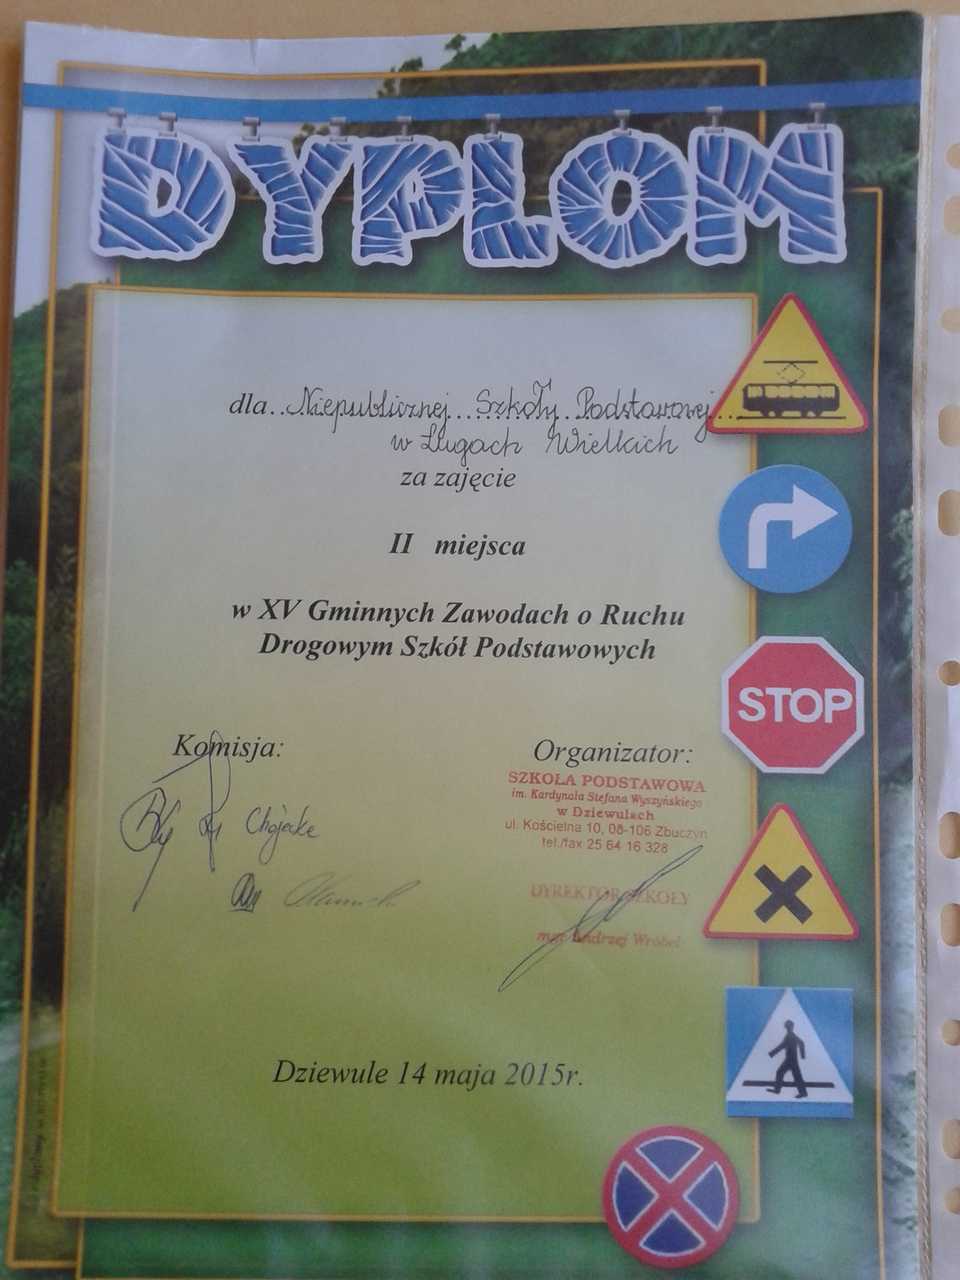 DYPLOM
dla...Niepublicznej...Szkoły...Podstawowej...
w Ługach Wielkich
za zajęcie
II miejsca
w XV Gminnych Zawodach o Ruchu
Drogowym Szkół Podstawowych
Komisja:
Chojecka
Organizator:
SZKOŁA PODSTAWOWA
im. Kardynała Stefana Wyszyńskiego
w Dziewulach
ul. Kościelna 10, 08-106 Zbuczyn
tel./fax 25 64 16 328
DYREKTOR SZKOŁY
mgr Andrzej Wróbel
Dziewule 14 maja 2015r.
STOP